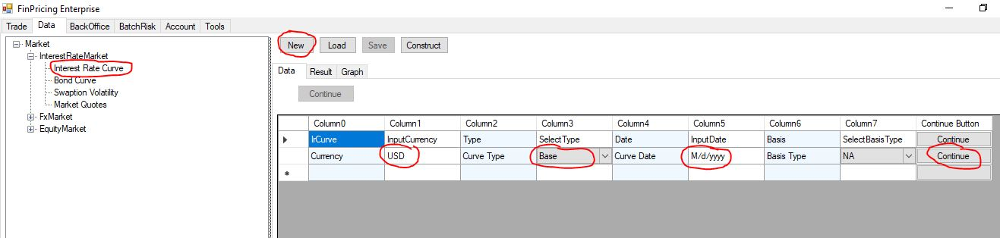 FinPricing Enterprise
Trade Data BackOffice BatchRisk Account Tools
Market
InterestRateMarket
Interest Rate Curve
Bond Curve
Swaption Volatility
Market Quotes
FxMarket
EquityMarket
New Load Save Construct
Data Result Graph
Continue
Column0 Column1 Column2 Column3 Column4 Column5 Column6 Column7 Continue Button
IrCurve InputCurrency Type SelectType Date InputDate Basis SelectBasisType Continue
Currency USD Curve Type Base Curve Date M/d/yyyy Basis Type NA Continue